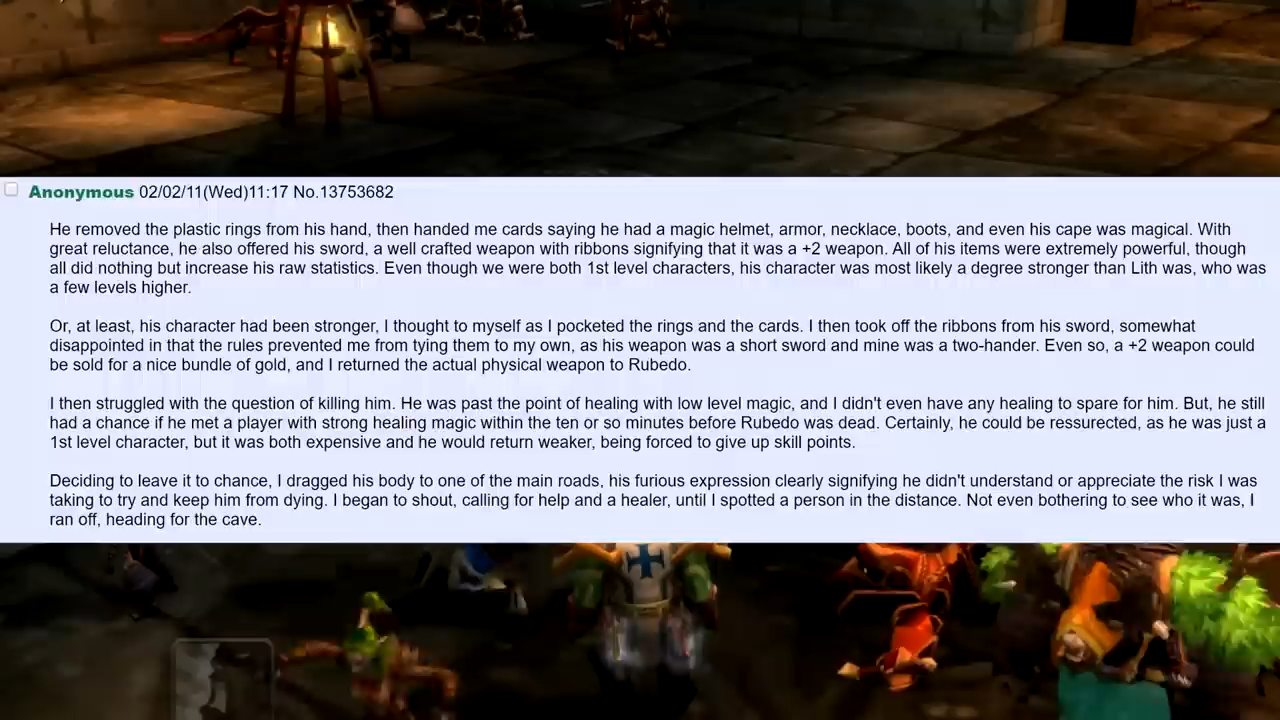 Anonymous 02/02/11(Wed)11:17 No.13753682
He removed the plastic rings from his hand, then handed me cards saying he had a magic helmet, armor, necklace, boots, and even his cape was magical. With
great reluctance, he also offered his sword, a well crafted weapon with ribbons signifying that it was a +2 weapon. All of his items were extremely powerful, though
all did nothing but increase his raw statistics. Even though we were both 1st level characters, his character was most likely a degree stronger than Lith was, who was
a few levels higher.
Or, at least, his character had been stronger, I thought to myself as I pocketed the rings and the cards. I then took off the ribbons from his sword, somewhat
disappointed in that the rules prevented me from tying them to my own, as his weapon was a short sword and mine was a two-hander. Even so, a +2 weapon could
be sold for a nice bundle of gold, and I returned the actual physical weapon to Rubedo.
I then struggled with the question of killing him. He was past the point of healing with low level magic, and I didn't even have any healing to spare for him. But, he still
had a chance if he met a player with strong healing magic within the ten or so minutes before Rubedo was dead. Certainly, he could be ressurected, as he was just a
1st level character, but it was both expensive and he would return weaker, being forced to give up skill points.
Deciding to leave it to chance, I dragged his body to one of the main roads, his furious expression clearly signifying he didn't understand or appreciate the risk I was
taking to try and keep him from dying. I began to shout, calling for help and a healer, until I spotted a person in the distance. Not even bothering to see who it was, I
ran off, heading for the cave.